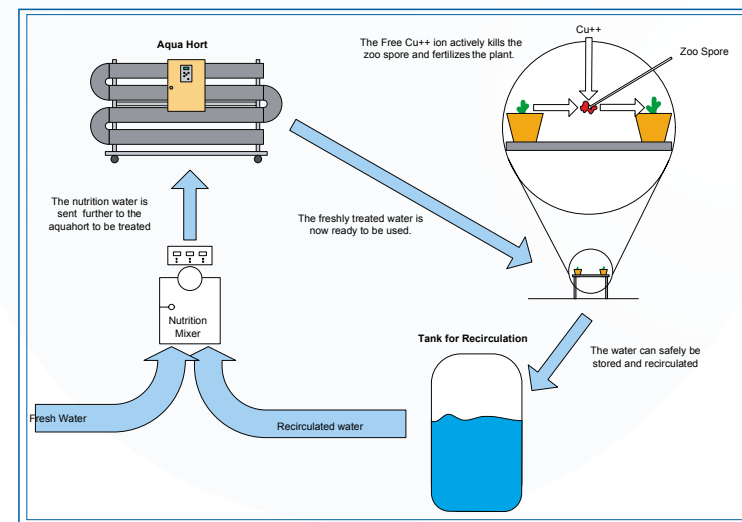 Aqua Hort
The Free Cu++ ion actively kills the
zoo spore and fertilizes the plant.
Cu++
Zoo Spore
The nutrition water is
sent further to the
aquahort to be treated
The freshly treated water is
now ready to be used.
Nutrition
Mixer
Tank for Recirculation
The water can safely be
stored and recirculated
Fresh Water
Recirculated water